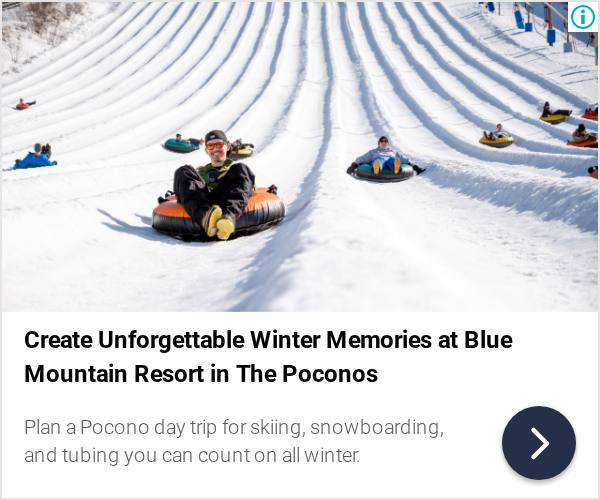 Create Unforgettable Winter Memories at Blue
Mountain Resort in The Poconos
Plan a Pocono day trip for skiing, snowboarding,
and tubing you can count on all winter.